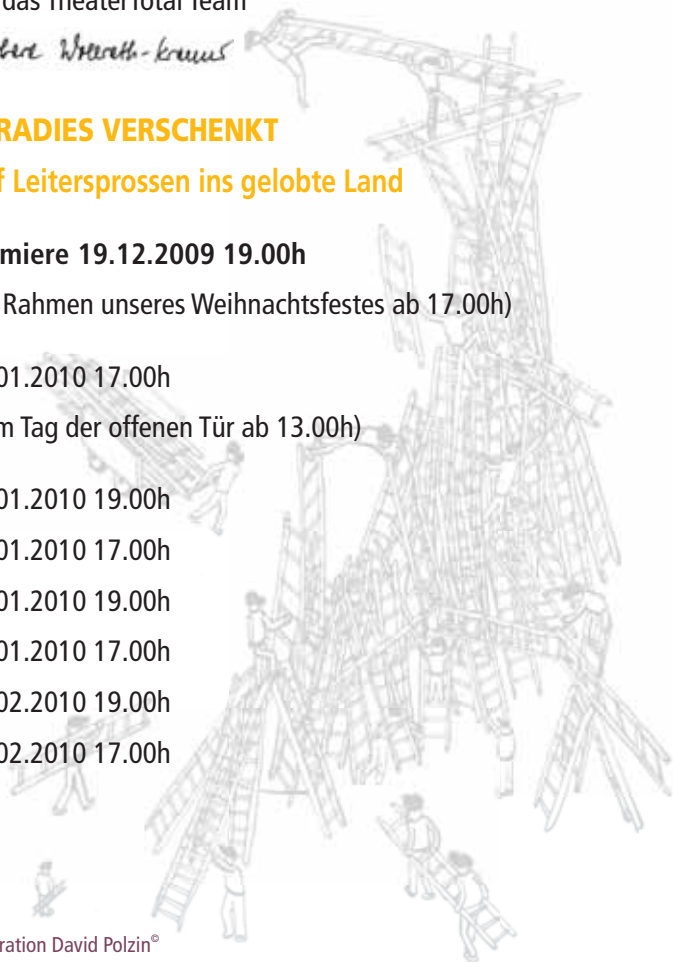 das TheaterTotal Team
RADIES VERSCHENKT
f Leitersprossen ins gelobte Land
miere 19.12.2009 19.00h
Rahmen unseres Weihnachtsfestes ab 17.00h)
01.2010 17.00h
m Tag der offenen Tür ab 13.00h)
01.2010 19.00h
01.2010 17.00h
01.2010 19.00h
01.2010 17.00h
02.2010 19.00h
02.2010 17.00h
ration David Polzin©